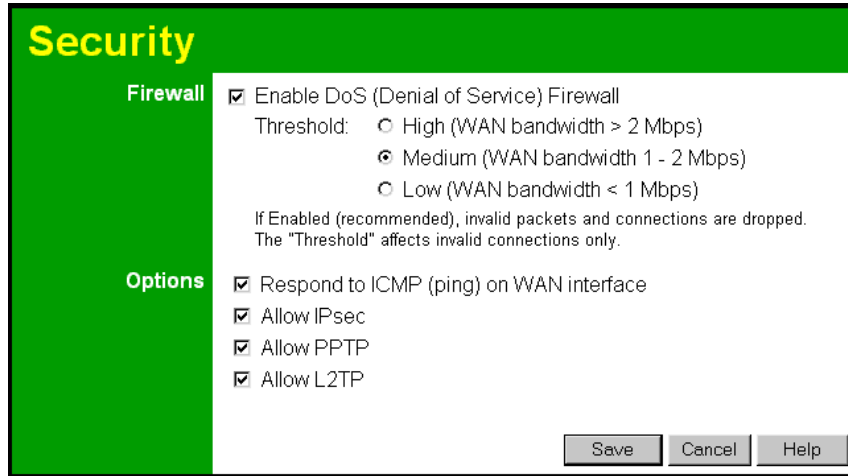 Security
Firewall
Enable DoS (Denial of Service) Firewall
Threshold: High (WAN bandwidth > 2 Mbps)
Medium (WAN bandwidth 1 - 2 Mbps)
Low (WAN bandwidth < 1 Mbps)
If Enabled (recommended), invalid packets and connections are dropped.
The "Threshold" affects invalid connections only.
Options
Respond to ICMP (ping) on WAN interface
Allow IPsec
Allow PPTP
Allow L2TP
Save Cancel Help